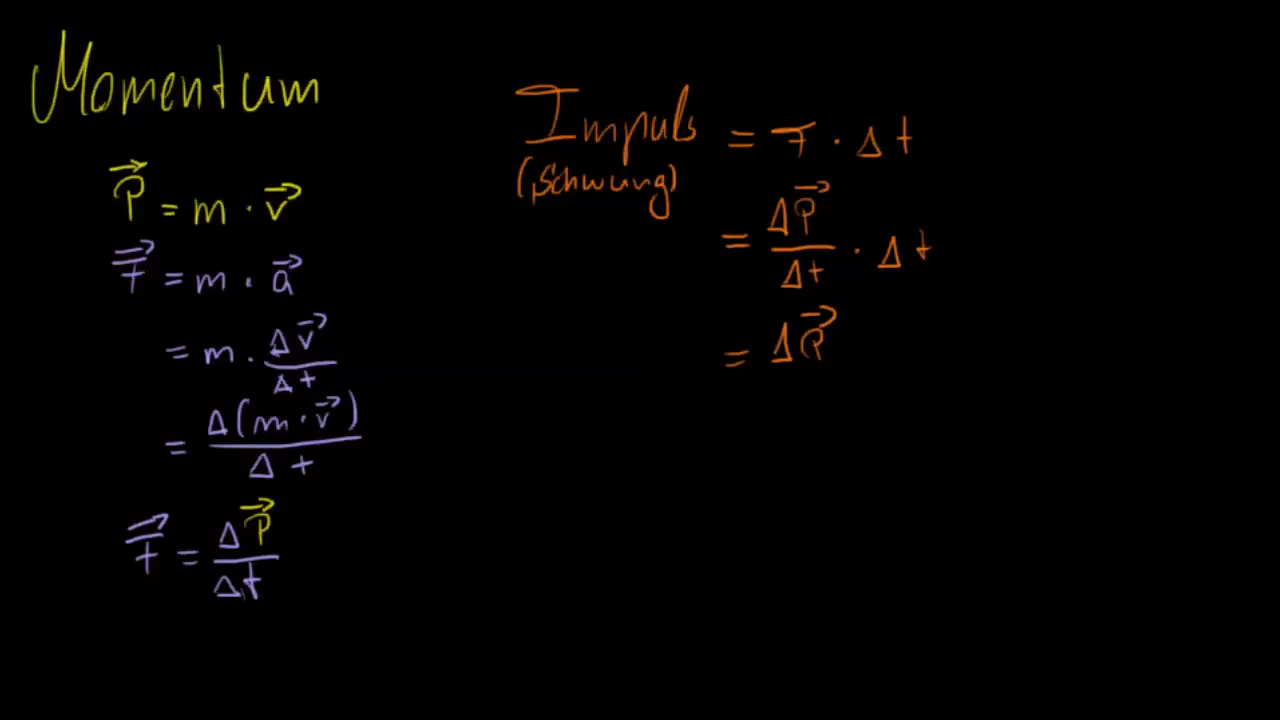 Momentum
P⃗ = m · v⃗
F⃗ = m · a⃗
= m · Δv⃗ / Δt
= Δ(m · v⃗) / Δt
F⃗ = ΔP⃗ / Δt
Impuls = F · Δt
(Schwung)
= ΔP⃗ / Δt · Δt
= ΔP⃗